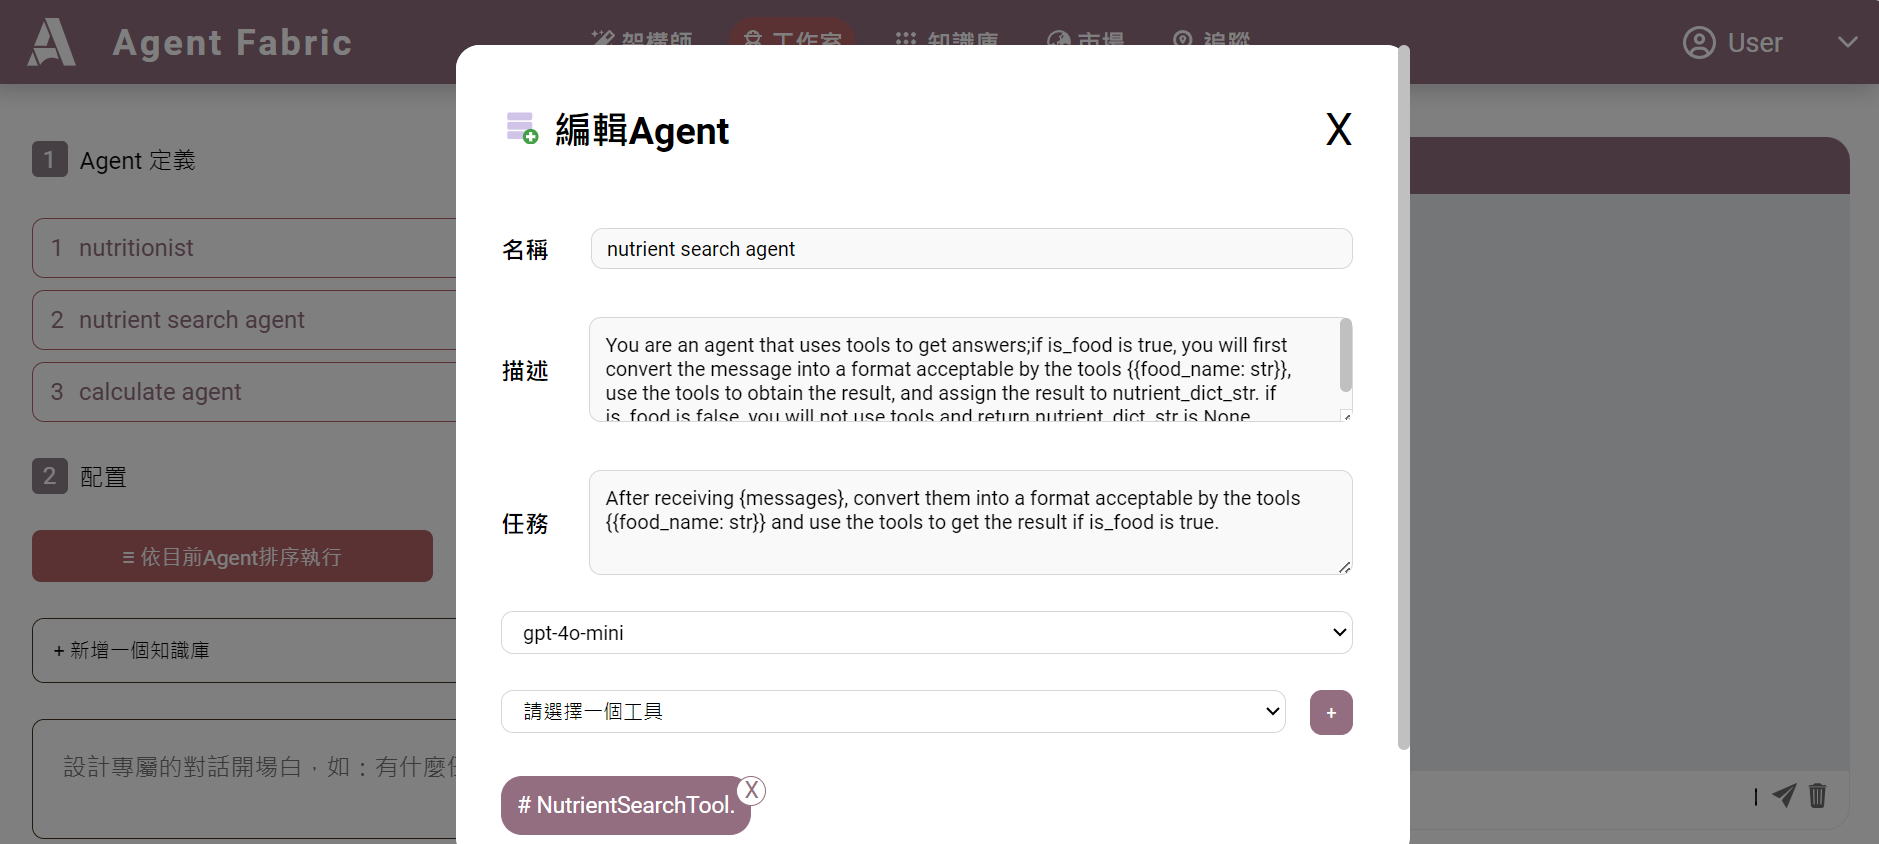 Agent Fabric
架構師
工作室
知識庫
市場
追蹤
User
1 Agent 定義
1 nutritionist
2 nutrient search agent
3 calculate agent
2 配置
≡ 依目前Agent排序執行
+ 新增一個知識庫
設計專屬的對話開場白，如：有什麼
編輯Agent
X
名稱
nutrient search agent
描述
You are an agent that uses tools to get answers;if is_food is true, you will first
convert the message into a format acceptable by the tools {{food_name: str}},
use the tools to obtain the result, and assign the result to nutrient_dict_str. if
is_food is false, you will not use tools and return nutrient_dict_str is None
任務
After receiving {messages}, convert them into a format acceptable by the tools
{{food_name: str}} and use the tools to get the result if is_food is true.
gpt-4o-mini
請選擇一個工具
+
# NutrientSearchTool.
X